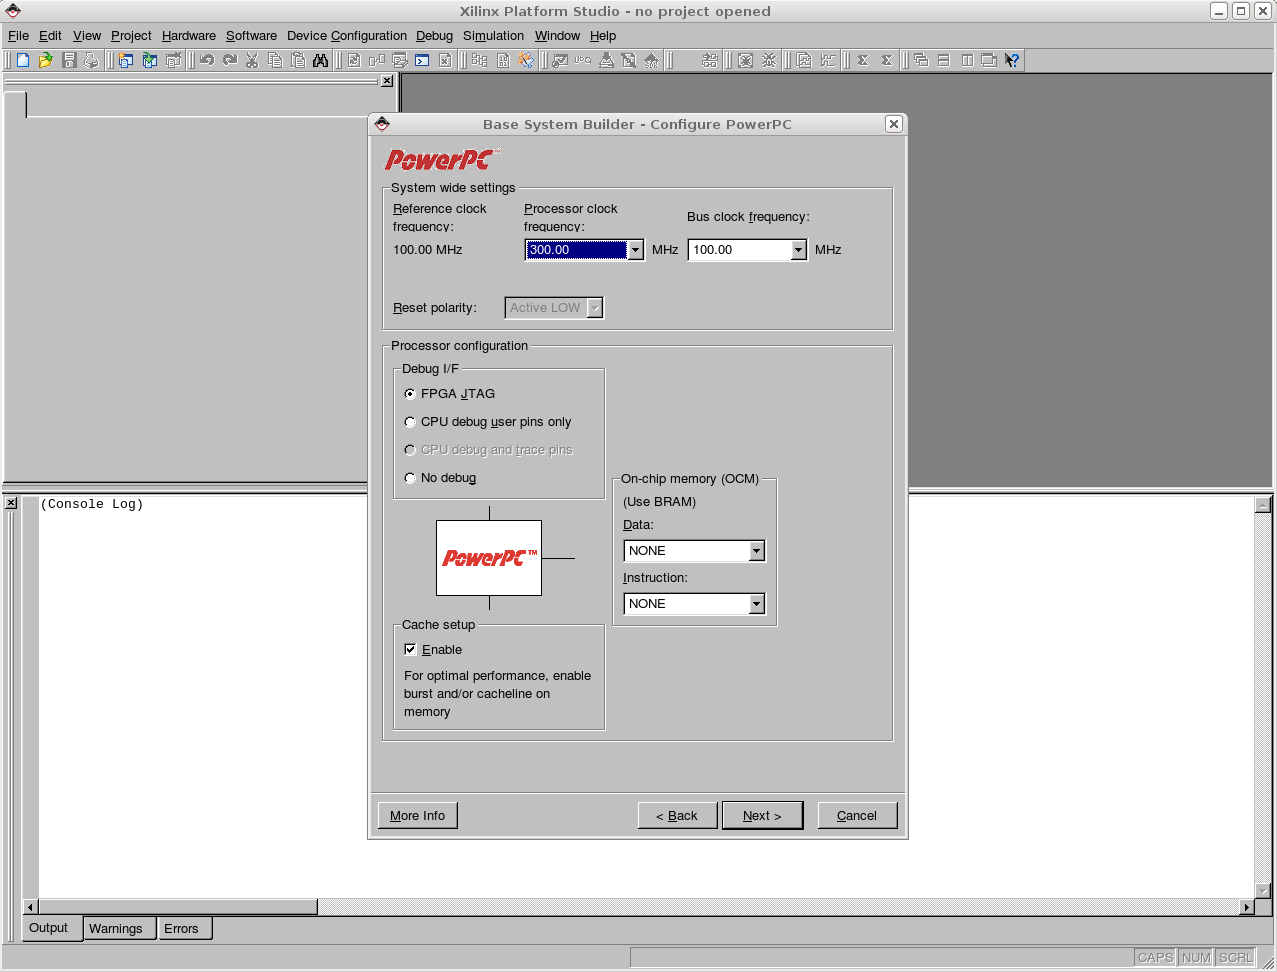 Xilinx Platform Studio - no project opened
File Edit View Project Hardware Software Device Configuration Debug Simulation Window Help
Base System Builder - Configure PowerPC
PowerPC
System wide settings
Reference clock frequency:
Processor clock frequency:
Bus clock frequency:
100.00 MHz
300.00 MHz
100.00 MHz
Reset polarity: Active LOW
Processor configuration
Debug I/F
FPGA JTAG
CPU debug user pins only
CPU debug and trace pins
No debug
On-chip memory (OCM)
(Use BRAM)
Data:
NONE
Instruction:
NONE
PowerPC™
Cache setup
Enable
For optimal performance, enable
burst and/or cacheline on
memory
More Info < Back Next > Cancel
(Console Log)
Output Warnings Errors
CAPS NUM SCRL